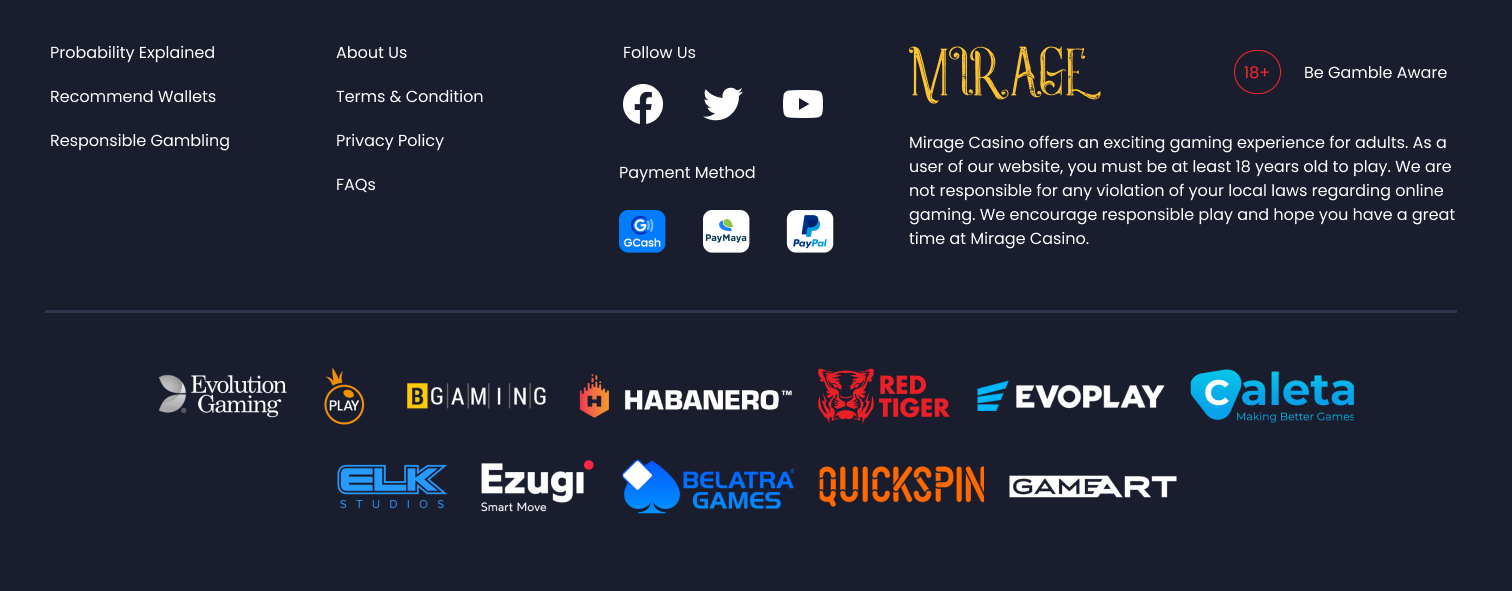 Probability Explained
Recommend Wallets
Responsible Gambling
About Us
Terms & Condition
Privacy Policy
FAQs
Follow Us
Payment Method
G
GCash
PayMaya
PayPal
MIRAGE
18+
Be Gamble Aware
Mirage Casino offers an exciting gaming experience for adults. As a
user of our website, you must be at least 18 years old to play. We are
not responsible for any violation of your local laws regarding online
gaming. We encourage responsible play and hope you have a great
time at Mirage Casino.
Evolution
Gaming
PLAY
BGAMING
H
HABANERO™
RED
TIGER
EVOPLAY
Caleta
Making Better Games
ELK
STUDIOS
Ezugi
Smart Move
BELATRA
GAMES
QUICKSPIN
GAMEART